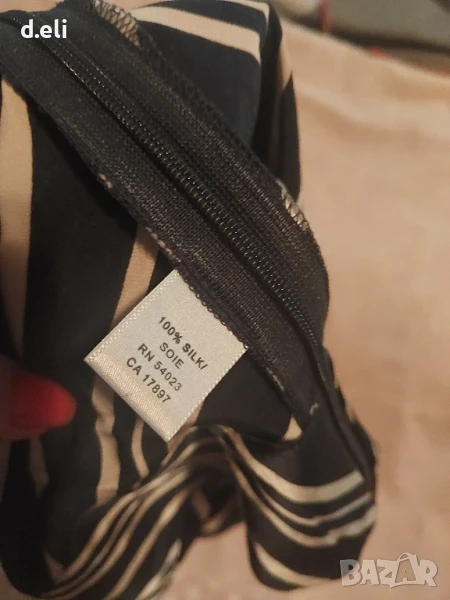 d.eli
100% SILK/
SOIE
RN 54023
CA 17897
BAZAR